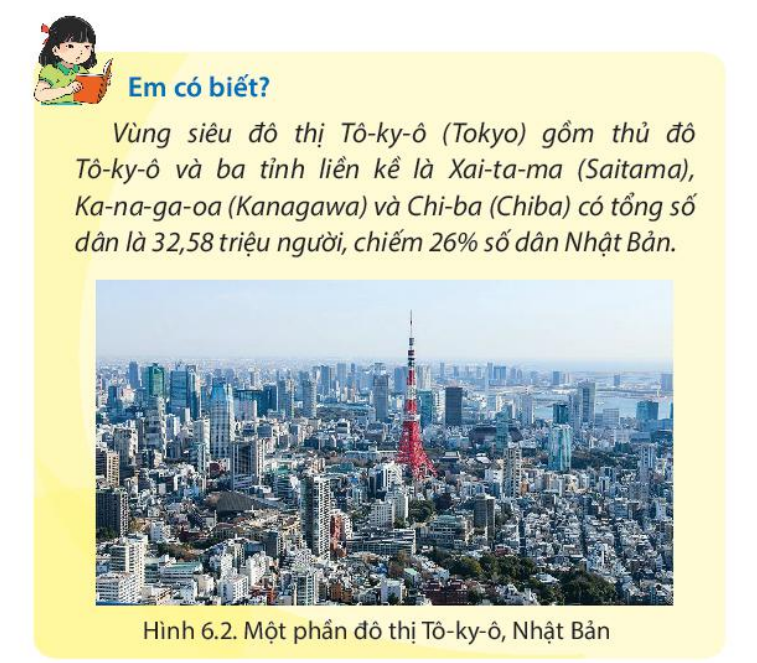 Em có biết?
Vùng siêu đô thị Tô-ky-ô (Tokyo) gồm thủ đô
Tô-ky-ô và ba tỉnh liền kề là Xai-ta-ma (Saitama),
Ka-na-ga-oa (Kanagawa) và Chi-ba (Chiba) có tổng số
dân là 32,58 triệu người, chiếm 26% số dân Nhật Bản.
Hình 6.2. Một phần đô thị Tô-ky-ô, Nhật Bản